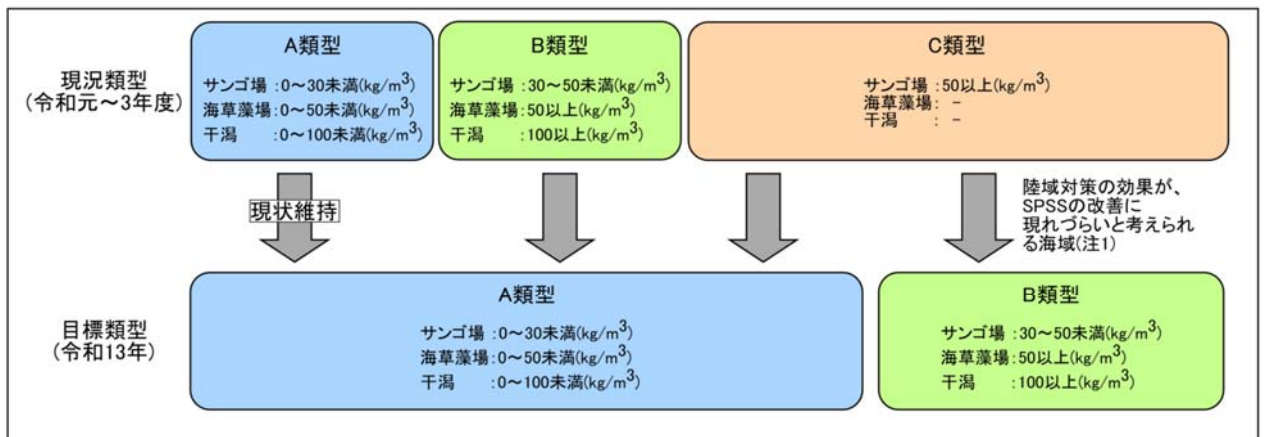 現況類型
(令和元～3年度)
A類型
サンゴ場 :0～30未満(kg/m³)
海草藻場:0～50未満(kg/m³)
干潟 :0～100未満(kg/m³)
B類型
サンゴ場 :30～50未満(kg/m³)
海草藻場:50以上(kg/m³)
干潟 :100以上(kg/m³)
C類型
サンゴ場 :50以上(kg/m³)
海草藻場: -
干潟 : -
現状維持
陸域対策の効果が、
SPSSの改善に
現れづらいと考えられ
る海域(注1)
目標類型
(令和13年)
A類型
サンゴ場 :0～30未満(kg/m³)
海草藻場:0～50未満(kg/m³)
干潟 :0～100未満(kg/m³)
B類型
サンゴ場 :30～50未満(kg/m³)
海草藻場:50以上(kg/m³)
干潟 :100以上(kg/m³)